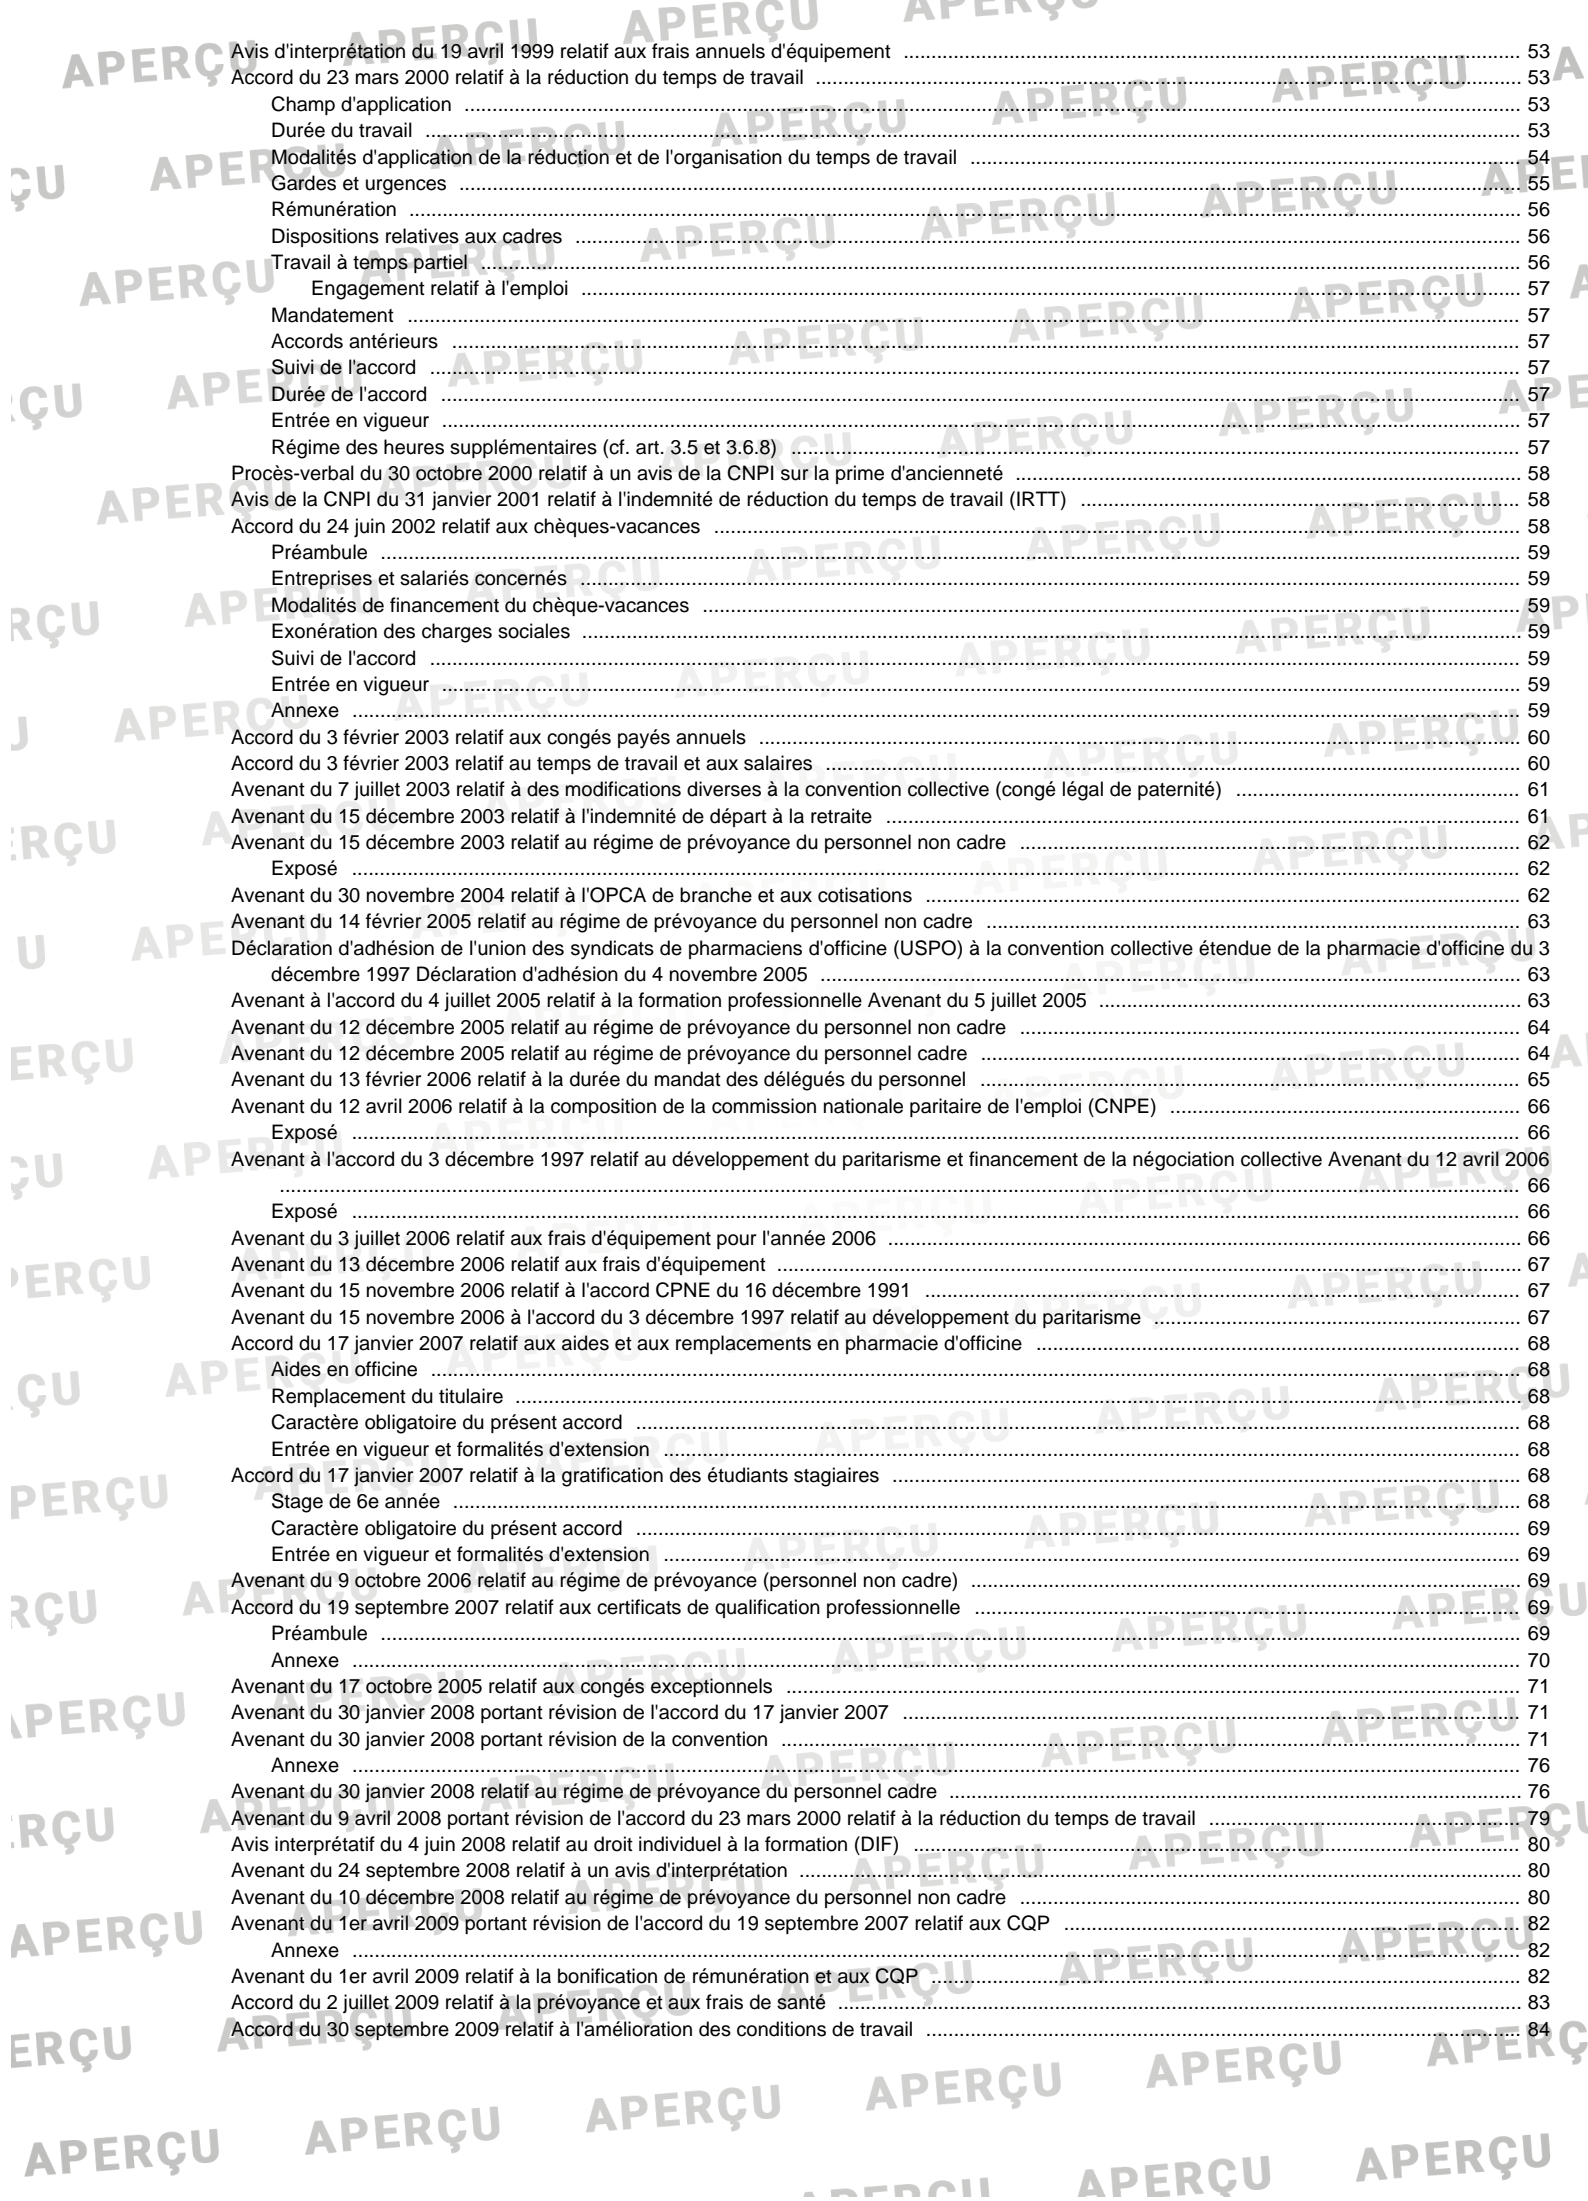 Avis d'interprétation du 19 avril 1999 relatif aux frais annuels d'équipement 53
Accord du 23 mars 2000 relatif à la réduction du temps de travail 53
Champ d'application 53
Durée du travail 53
Modalités d'application de la réduction et de l'organisation du temps de travail 54
Gardes et urgences 55
Rémunération 56
Dispositions relatives aux cadres 56
Travail à temps partiel 56
Engagement relatif à l'emploi 57
Mandatement 57
Accords antérieurs 57
Suivi de l'accord 57
Durée de l'accord 57
Entrée en vigueur 57
Régime des heures supplémentaires (cf. art. 3.5 et 3.6.8) 57
Procès-verbal du 30 octobre 2000 relatif à un avis de la CNPI sur la prime d'ancienneté 58
Avis de la CNPI du 31 janvier 2001 relatif à l'indemnité de réduction du temps de travail (IRTT) 58
Accord du 24 juin 2002 relatif aux chèques-vacances 58
Préambule 59
Entreprises et salariés concernés 59
Modalités de financement du chèque-vacances 59
Exonération des charges sociales 59
Suivi de l'accord 59
Entrée en vigueur 59
Annexe 59
Accord du 3 février 2003 relatif aux congés payés annuels 60
Accord du 3 février 2003 relatif au temps de travail et aux salaires 60
Avenant du 7 juillet 2003 relatif à des modifications diverses à la convention collective (congé légal de paternité) 61
Avenant du 15 décembre 2003 relatif à l'indemnité de départ à la retraite 61
Avenant du 15 décembre 2003 relatif au régime de prévoyance du personnel non cadre 62
Exposé 62
Avenant du 30 novembre 2004 relatif à l'OPCA de branche et aux cotisations 62
Avenant du 14 février 2005 relatif au régime de prévoyance du personnel non cadre 63
Déclaration d'adhésion de l'union des syndicats de pharmaciens d'officine (USPO) à la convention collective étendue de la pharmacie d'officine du 3
décembre 1997 Déclaration d'adhésion du 4 novembre 2005 63
Avenant à l'accord du 4 juillet 2005 relatif à la formation professionnelle Avenant du 5 juillet 2005 63
Avenant du 12 décembre 2005 relatif au régime de prévoyance du personnel non cadre 64
Avenant du 12 décembre 2005 relatif au régime de prévoyance du personnel cadre 64
Avenant du 13 février 2006 relatif à la durée du mandat des délégués du personnel 65
Avenant du 12 avril 2006 relatif à la composition de la commission nationale paritaire de l'emploi (CNPE) 66
Exposé 66
Avenant à l'accord du 3 décembre 1997 relatif au développement du paritarisme et financement de la négociation collective Avenant du 12 avril 2006
66
Exposé 66
Avenant du 3 juillet 2006 relatif aux frais d'équipement pour l'année 2006 66
Avenant du 13 décembre 2006 relatif aux frais d'équipement 67
Avenant du 15 novembre 2006 relatif à l'accord CPNE du 16 décembre 1991 67
Avenant du 15 novembre 2006 à l'accord du 3 décembre 1997 relatif au développement du paritarisme 67
Accord du 17 janvier 2007 relatif aux aides et aux remplacements en pharmacie d'officine 68
Aides en officine 68
Remplacement du titulaire 68
Caractère obligatoire du présent accord 68
Entrée en vigueur et formalités d'extension 68
Accord du 17 janvier 2007 relatif à la gratification des étudiants stagiaires 68
Stage de 6e année 68
Caractère obligatoire du présent accord 69
Entrée en vigueur et formalités d'extension 69
Avenant du 9 octobre 2006 relatif au régime de prévoyance (personnel non cadre) 69
Accord du 19 septembre 2007 relatif aux certificats de qualification professionnelle 69
Préambule 69
Annexe 70
Avenant du 17 octobre 2005 relatif aux congés exceptionnels 71
Avenant du 30 janvier 2008 portant révision de l'accord du 17 janvier 2007 71
Avenant du 30 janvier 2008 portant révision de la convention 71
Annexe 76
Avenant du 30 janvier 2008 relatif au régime de prévoyance du personnel cadre 76
Avenant du 9 avril 2008 portant révision de l'accord du 23 mars 2000 relatif à la réduction du temps de travail 79
Avis interprétatif du 4 juin 2008 relatif au droit individuel à la formation (DIF) 80
Avenant du 24 septembre 2008 relatif à un avis d'interprétation 80
Avenant du 10 décembre 2008 relatif au régime de prévoyance du personnel non cadre 80
Avenant du 1er avril 2009 portant révision de l'accord du 19 septembre 2007 relatif aux CQP 82
Annexe 82
Avenant du 1er avril 2009 relatif à la bonification de rémunération et aux CQP 82
Accord du 2 juillet 2009 relatif à la prévoyance et aux frais de santé 83
Accord du 30 septembre 2009 relatif à l'amélioration des conditions de travail 84
APERÇU